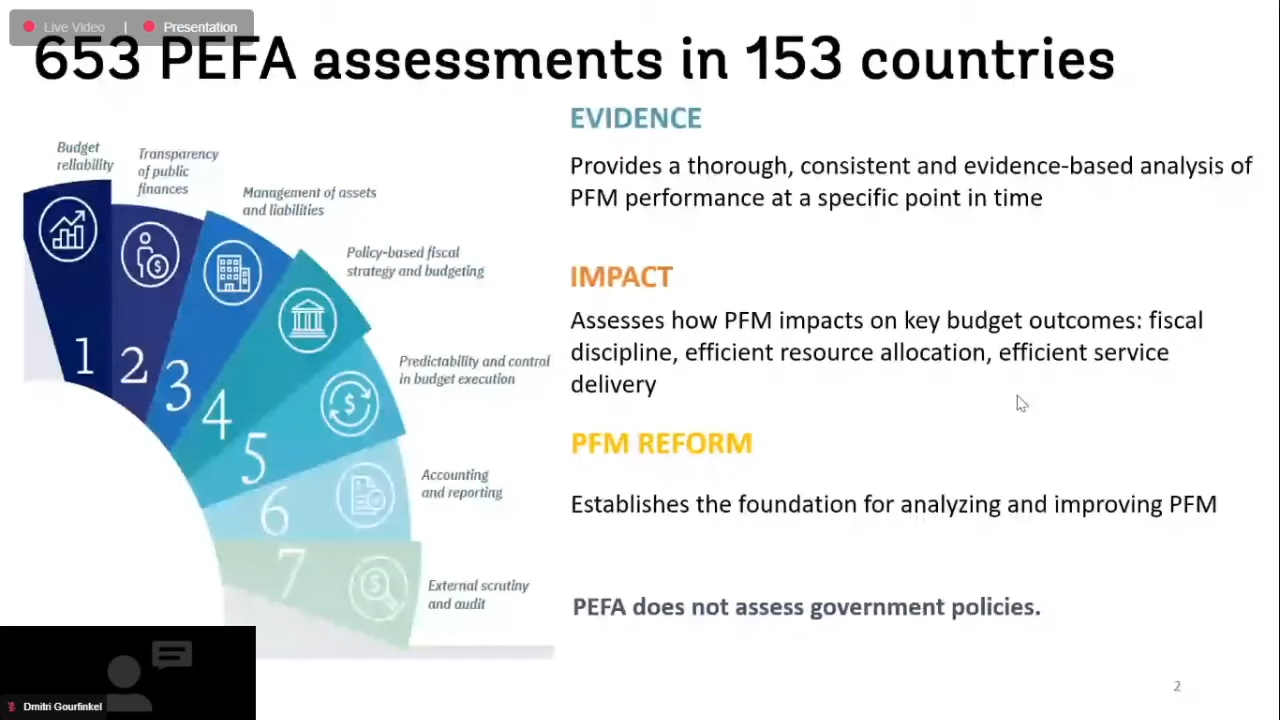 Live Video | Presentation
653 PEFA assessments in 153 countries
Budget
reliability
Transparency
of public
finances
Management of assets
and liabilities
Policy-based fiscal
strategy and budgeting
Predictability and control
in budget execution
Accounting
and reporting
External scrutiny
and audit
1
2
3
4
5
6
7
EVIDENCE
Provides a thorough, consistent and evidence-based analysis of
PFM performance at a specific point in time
IMPACT
Assesses how PFM impacts on key budget outcomes: fiscal
discipline, efficient resource allocation, efficient service
delivery
PFM REFORM
Establishes the foundation for analyzing and improving PFM
PEFA does not assess government policies.
2
Dmitri Gourfinkel